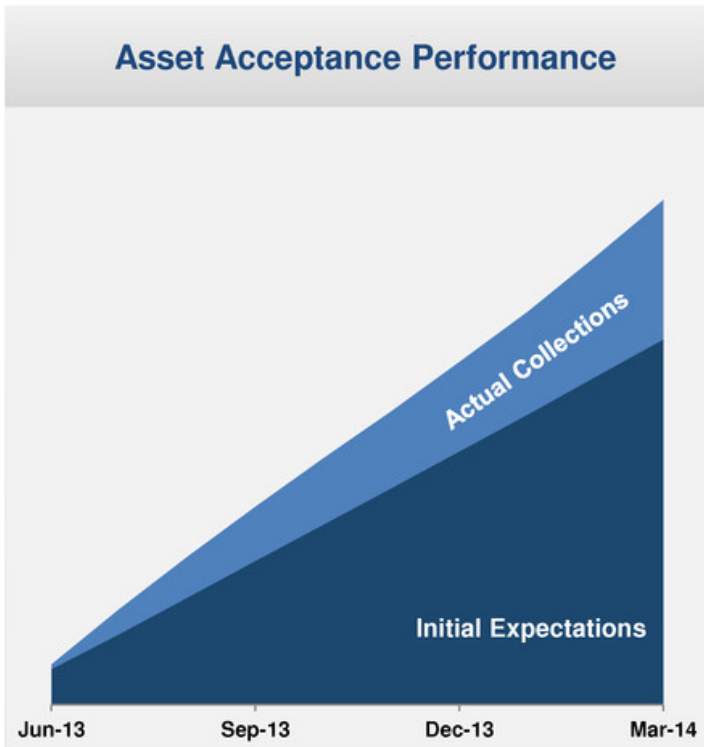 Asset Acceptance Performance
Actual Collections
Initial Expectations
Jun-13 Sep-13 Dec-13 Mar-14